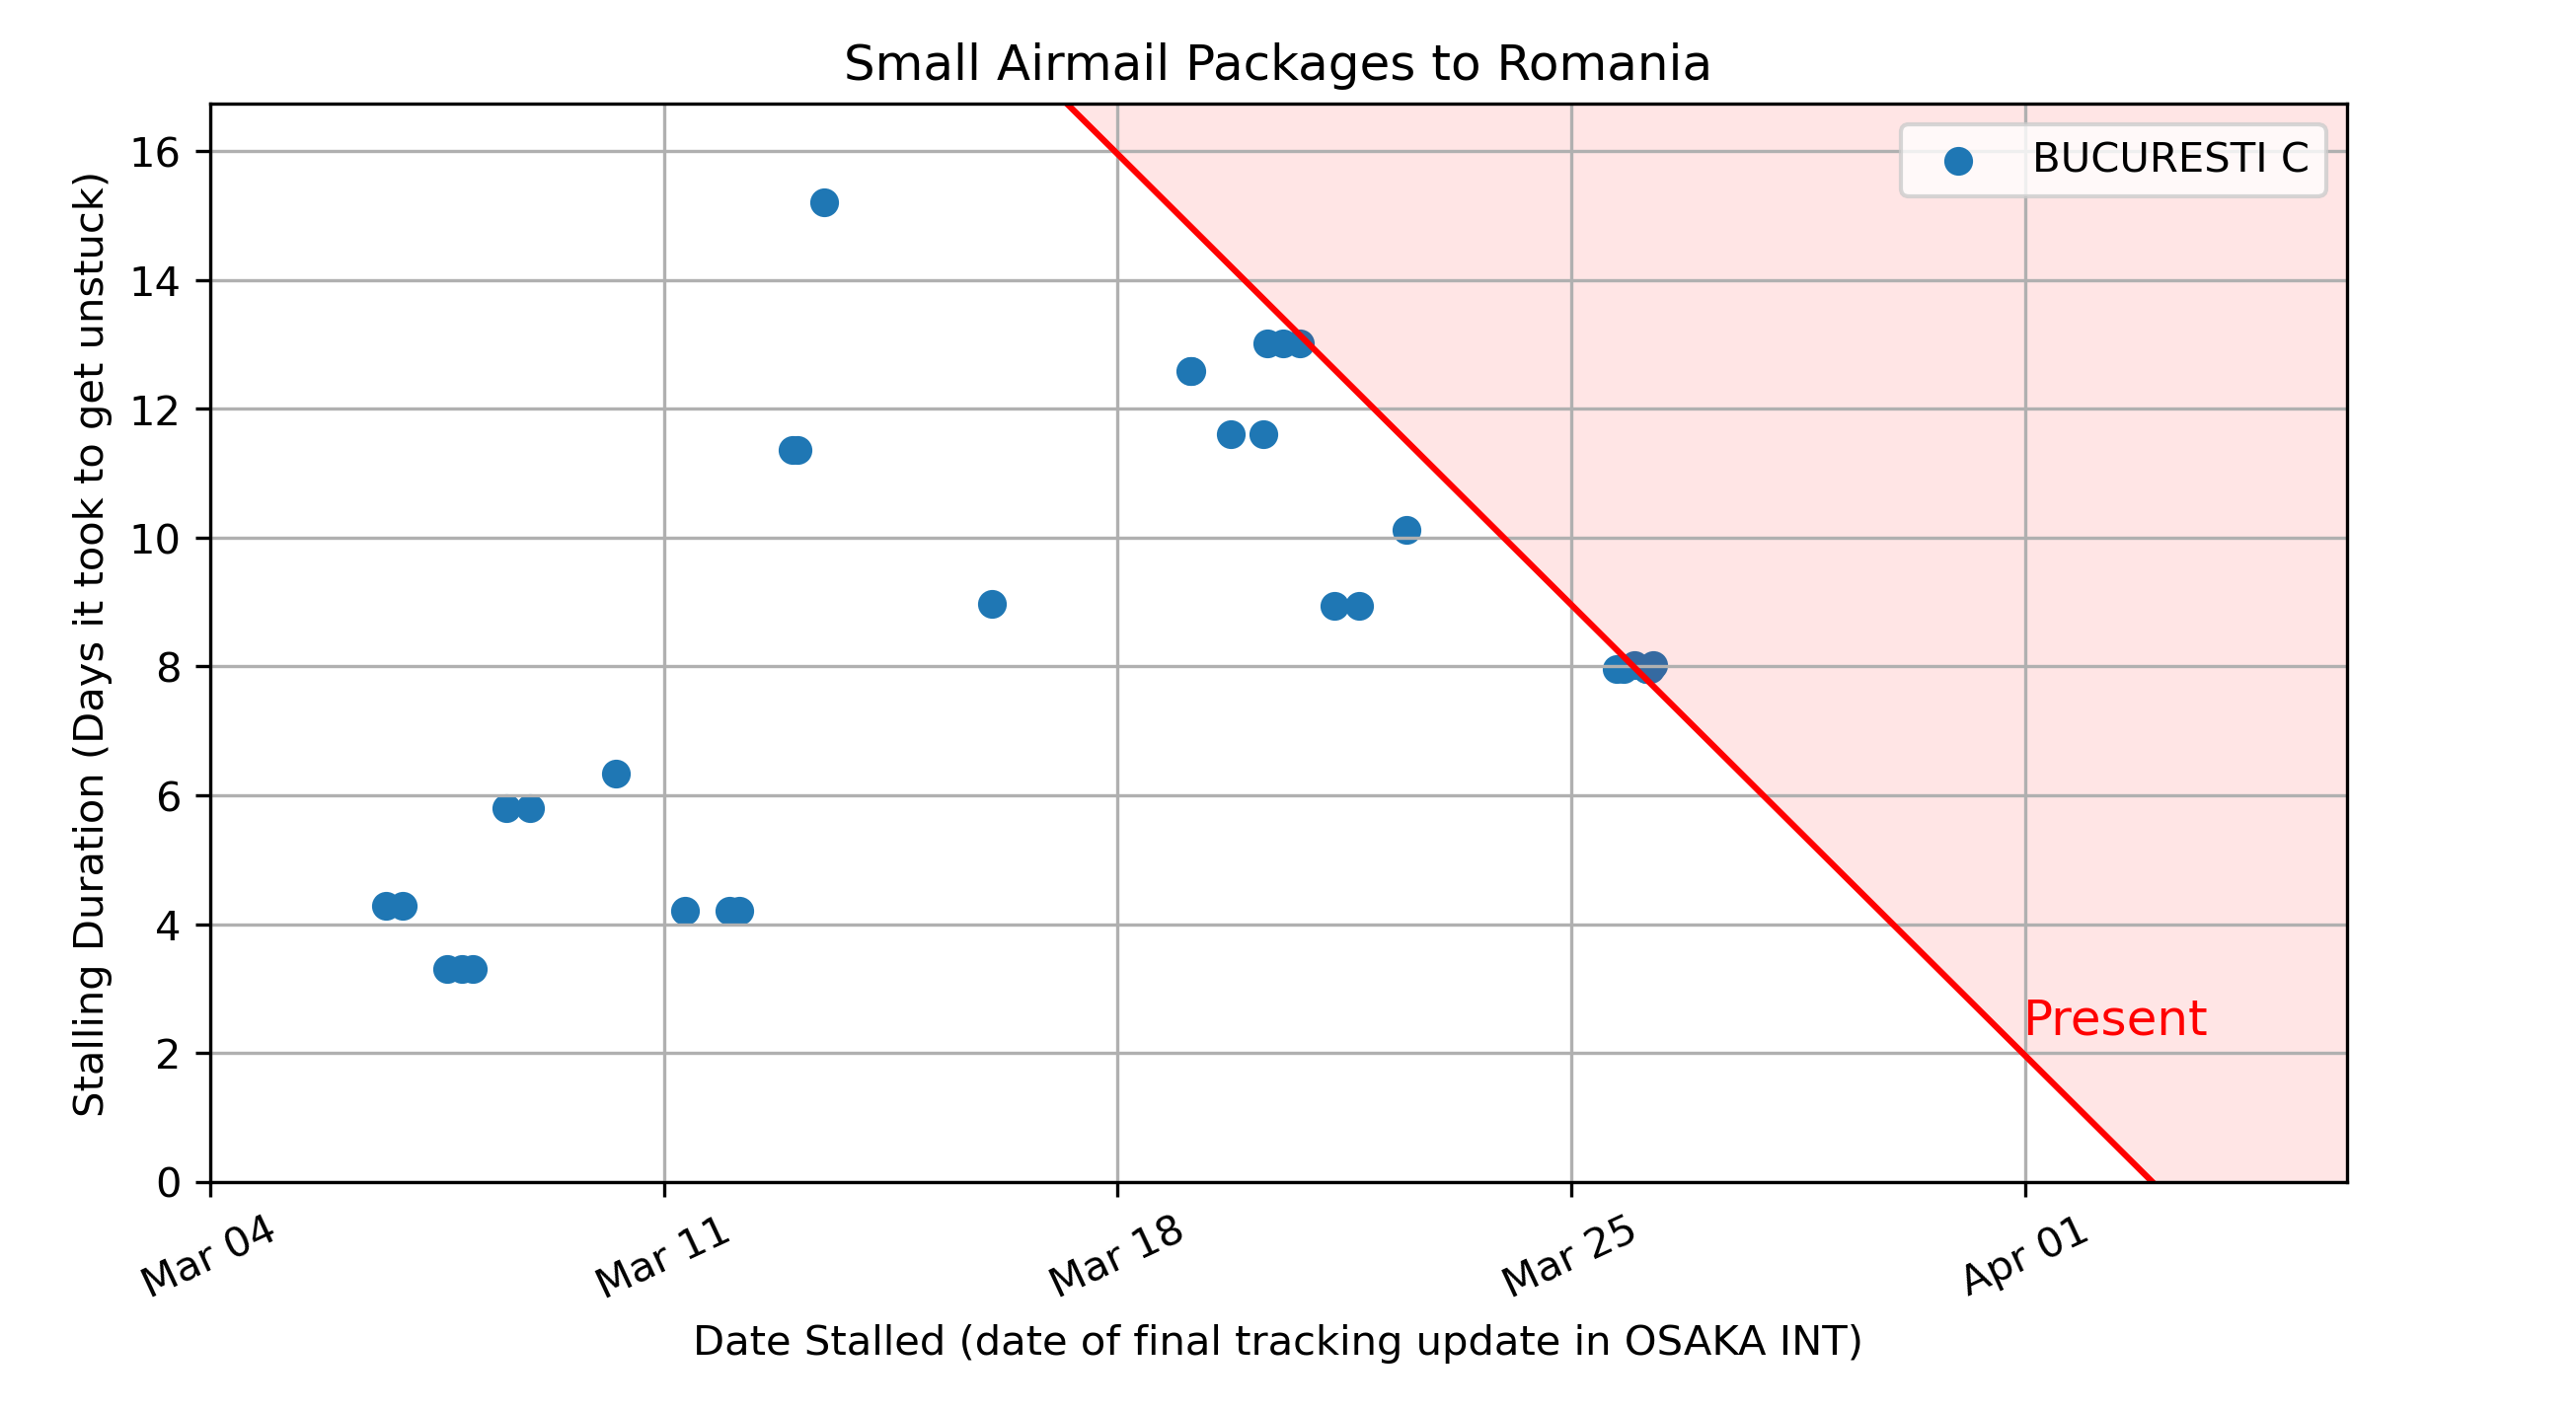 Small Airmail Packages to Romania
BUCURESTI C
Stalling Duration (Days it took to get unstuck)
16
14
12
10
8
6
4
2
0
Present
Mar 04
Mar 11
Mar 18
Mar 25
Apr 01
Date Stalled (date of final tracking update in OSAKA INT)